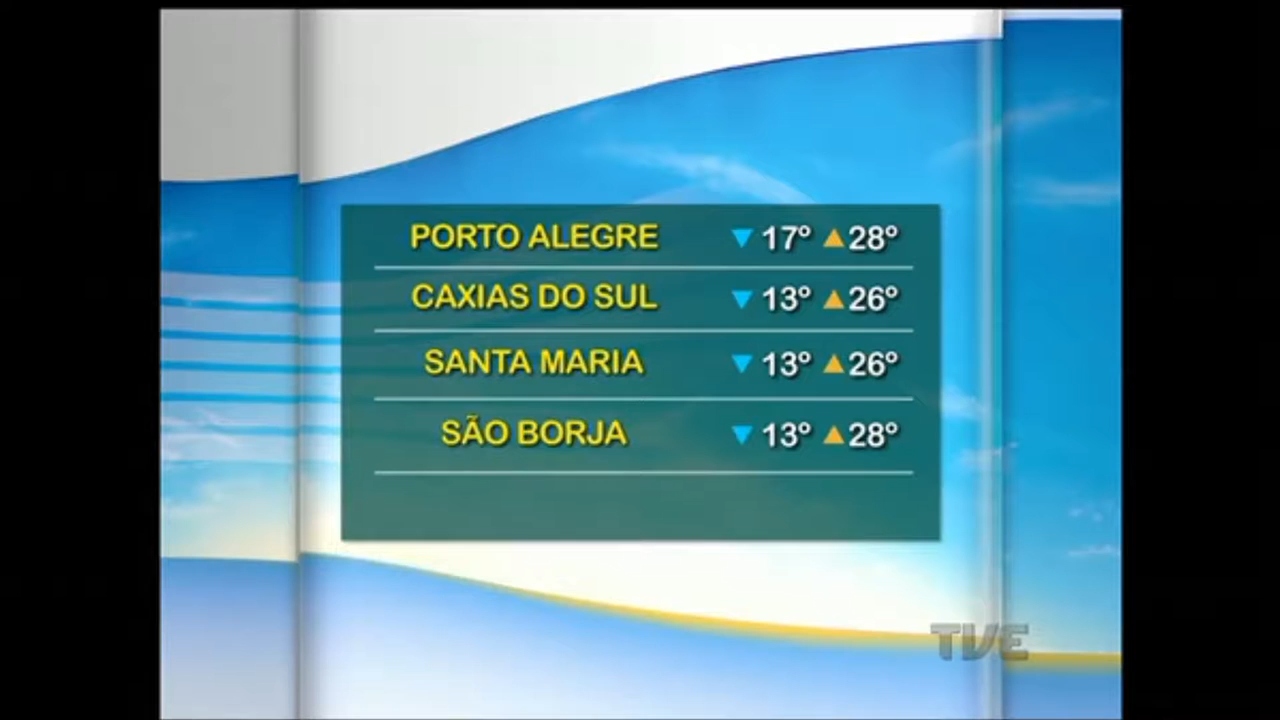 PORTO ALEGRE ▼ 17º ▲ 28º
CAXIAS DO SUL ▼ 13º ▲ 26º
SANTA MARIA ▼ 13º ▲ 26º
SÃO BORJA ▼ 13º ▲ 28º
TVE